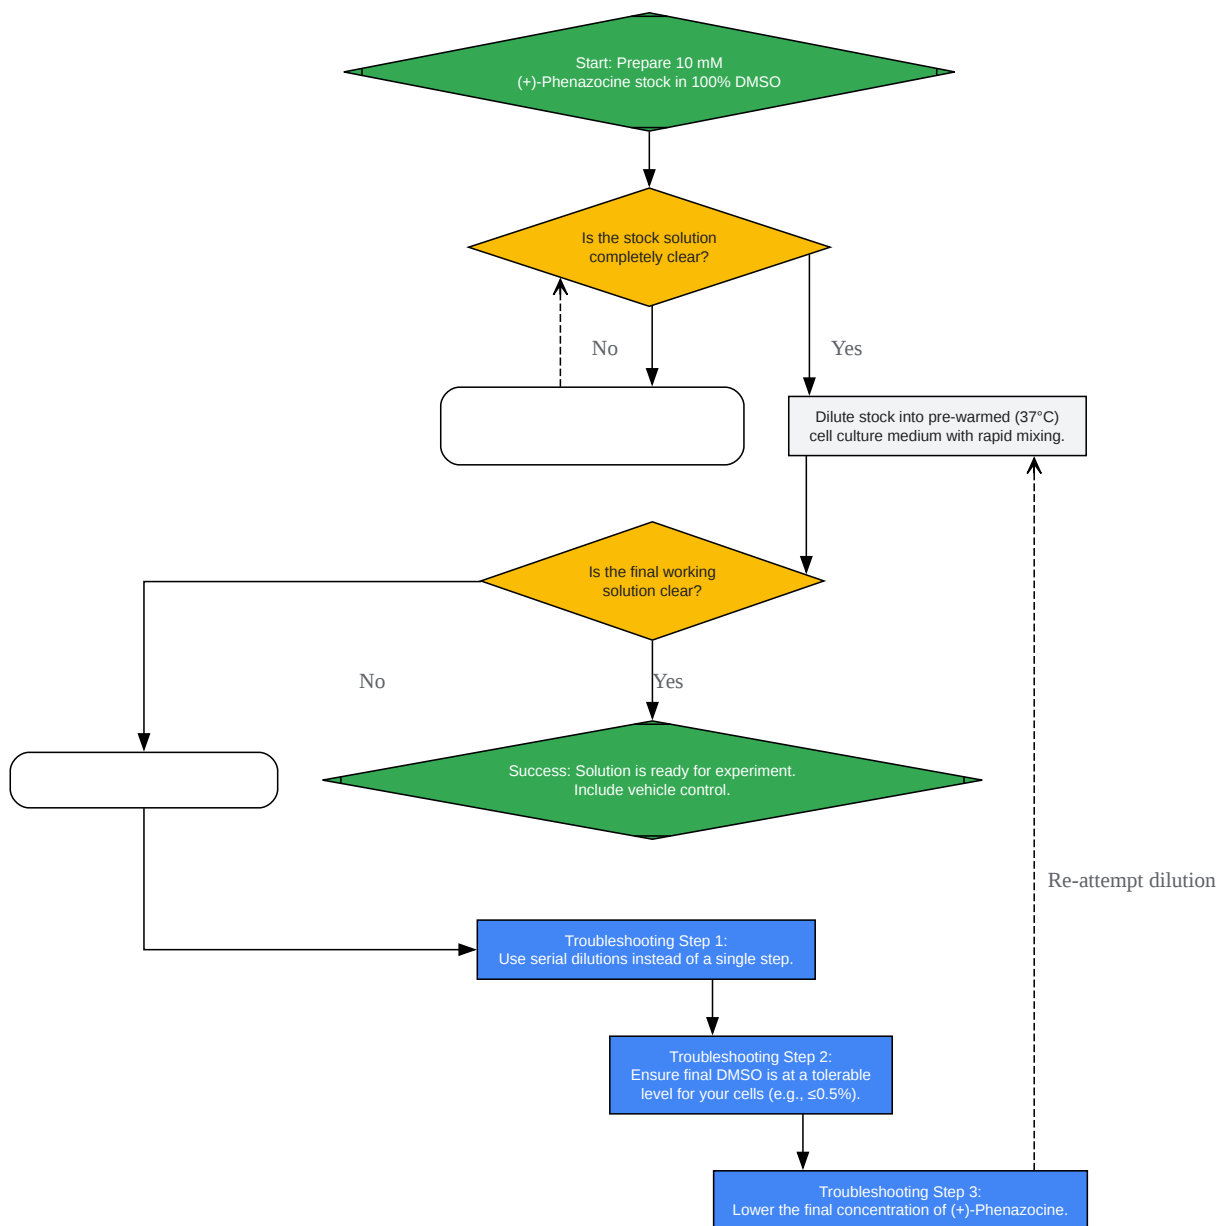 Start: Prepare 10 mM
(+)-Phenazocine stock in 100% DMSO
Is the stock solution
completely clear?
No
Yes
Dilute stock into pre-warmed (37°C)
cell culture medium with rapid mixing.
Is the final working
solution clear?
No
Yes
Success: Solution is ready for experiment.
Include vehicle control.
Re-attempt dilution
Troubleshooting Step 1:
Use serial dilutions instead of a single step.
Troubleshooting Step 2:
Ensure final DMSO is at a tolerable
level for your cells (e.g., ≤0.5%).
Troubleshooting Step 3:
Lower the final concentration of (+)-Phenazocine.